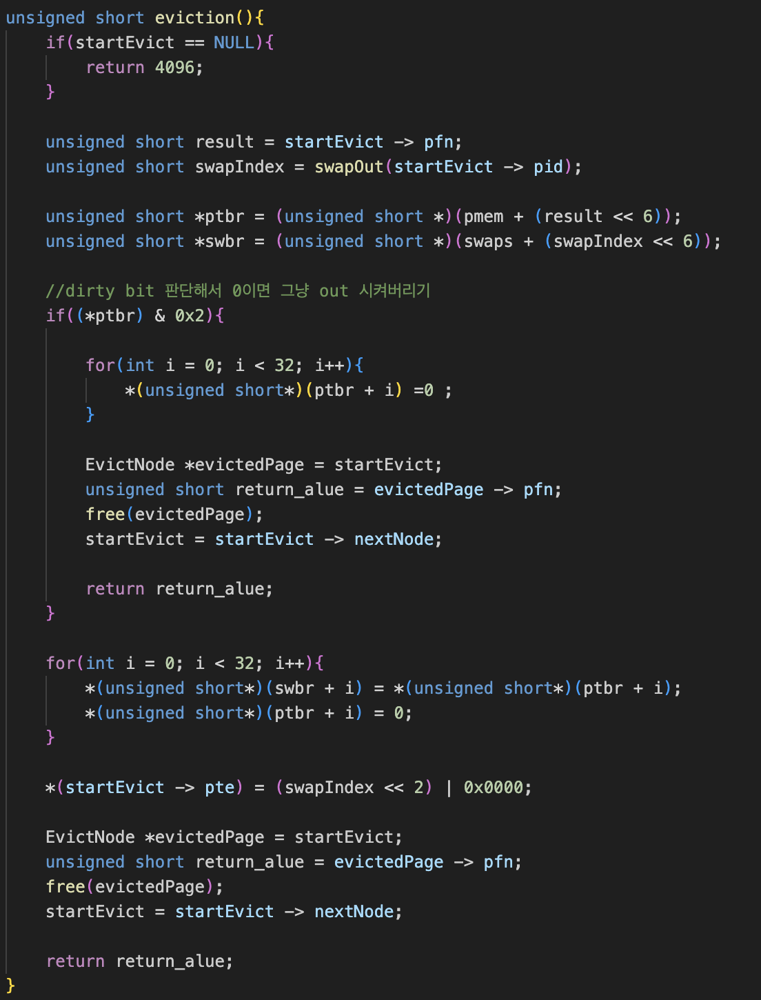 unsigned short eviction(){
if(startEvict == NULL){
return 4096;
}
unsigned short result = startEvict -> pfn;
unsigned short swapIndex = swapOut(startEvict -> pid);
unsigned short *ptbr = (unsigned short *)(pmem + (result << 6));
unsigned short *swbr = (unsigned short *)(swaps + (swapIndex << 6));
//dirty bit 판단해서 0이면 그냥 out 시켜버리기
if((*ptbr) & 0x2){
for(int i = 0; i < 32; i++){
*(unsigned short*)(ptbr + i) =0 ;
}
EvictNode *evictedPage = startEvict;
unsigned short return_alue = evictedPage -> pfn;
free(evictedPage);
startEvict = startEvict -> nextNode;
return return_alue;
}
for(int i = 0; i < 32; i++){
*(unsigned short*)(swbr + i) = *(unsigned short*)(ptbr + i);
*(unsigned short*)(ptbr + i) = 0;
}
*(startEvict -> pte) = (swapIndex << 2) | 0x0000;
EvictNode *evictedPage = startEvict;
unsigned short return_alue = evictedPage -> pfn;
free(evictedPage);
startEvict = startEvict -> nextNode;
return return_alue;
}